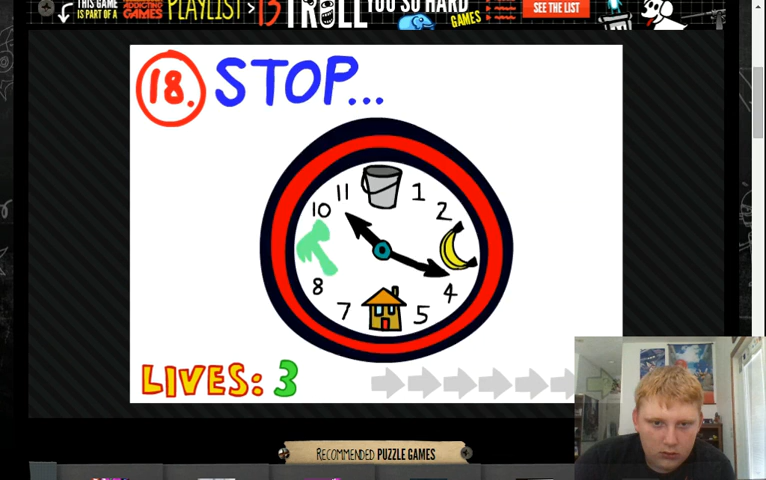 THIS GAME
IS PART OF A
ADDICTING
GAMES
PLAYLIST > 13 TROLL YOU SO HARD
GAMES
SEE THE LIST
18. STOP...
11
1
10
2
8
4
7
5
LIVES: 3
RECOMMENDED PUZZLE GAMES